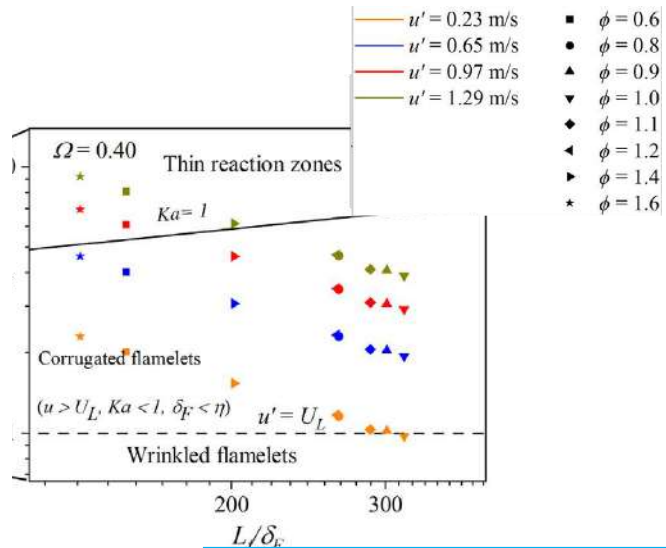 u' = 0.23 m/s
u' = 0.65 m/s
u' = 0.97 m/s
u' = 1.29 m/s
ϕ = 0.6
ϕ = 0.8
ϕ = 0.9
ϕ = 1.0
ϕ = 1.1
ϕ = 1.2
ϕ = 1.4
ϕ = 1.6
Ω = 0.40
Thin reaction zones
Ka = 1
Corrugated flamelets
(u > U_L, Ka < 1, δ_F < η)
u' = U_L
Wrinkled flamelets
200 300
L/δ_F